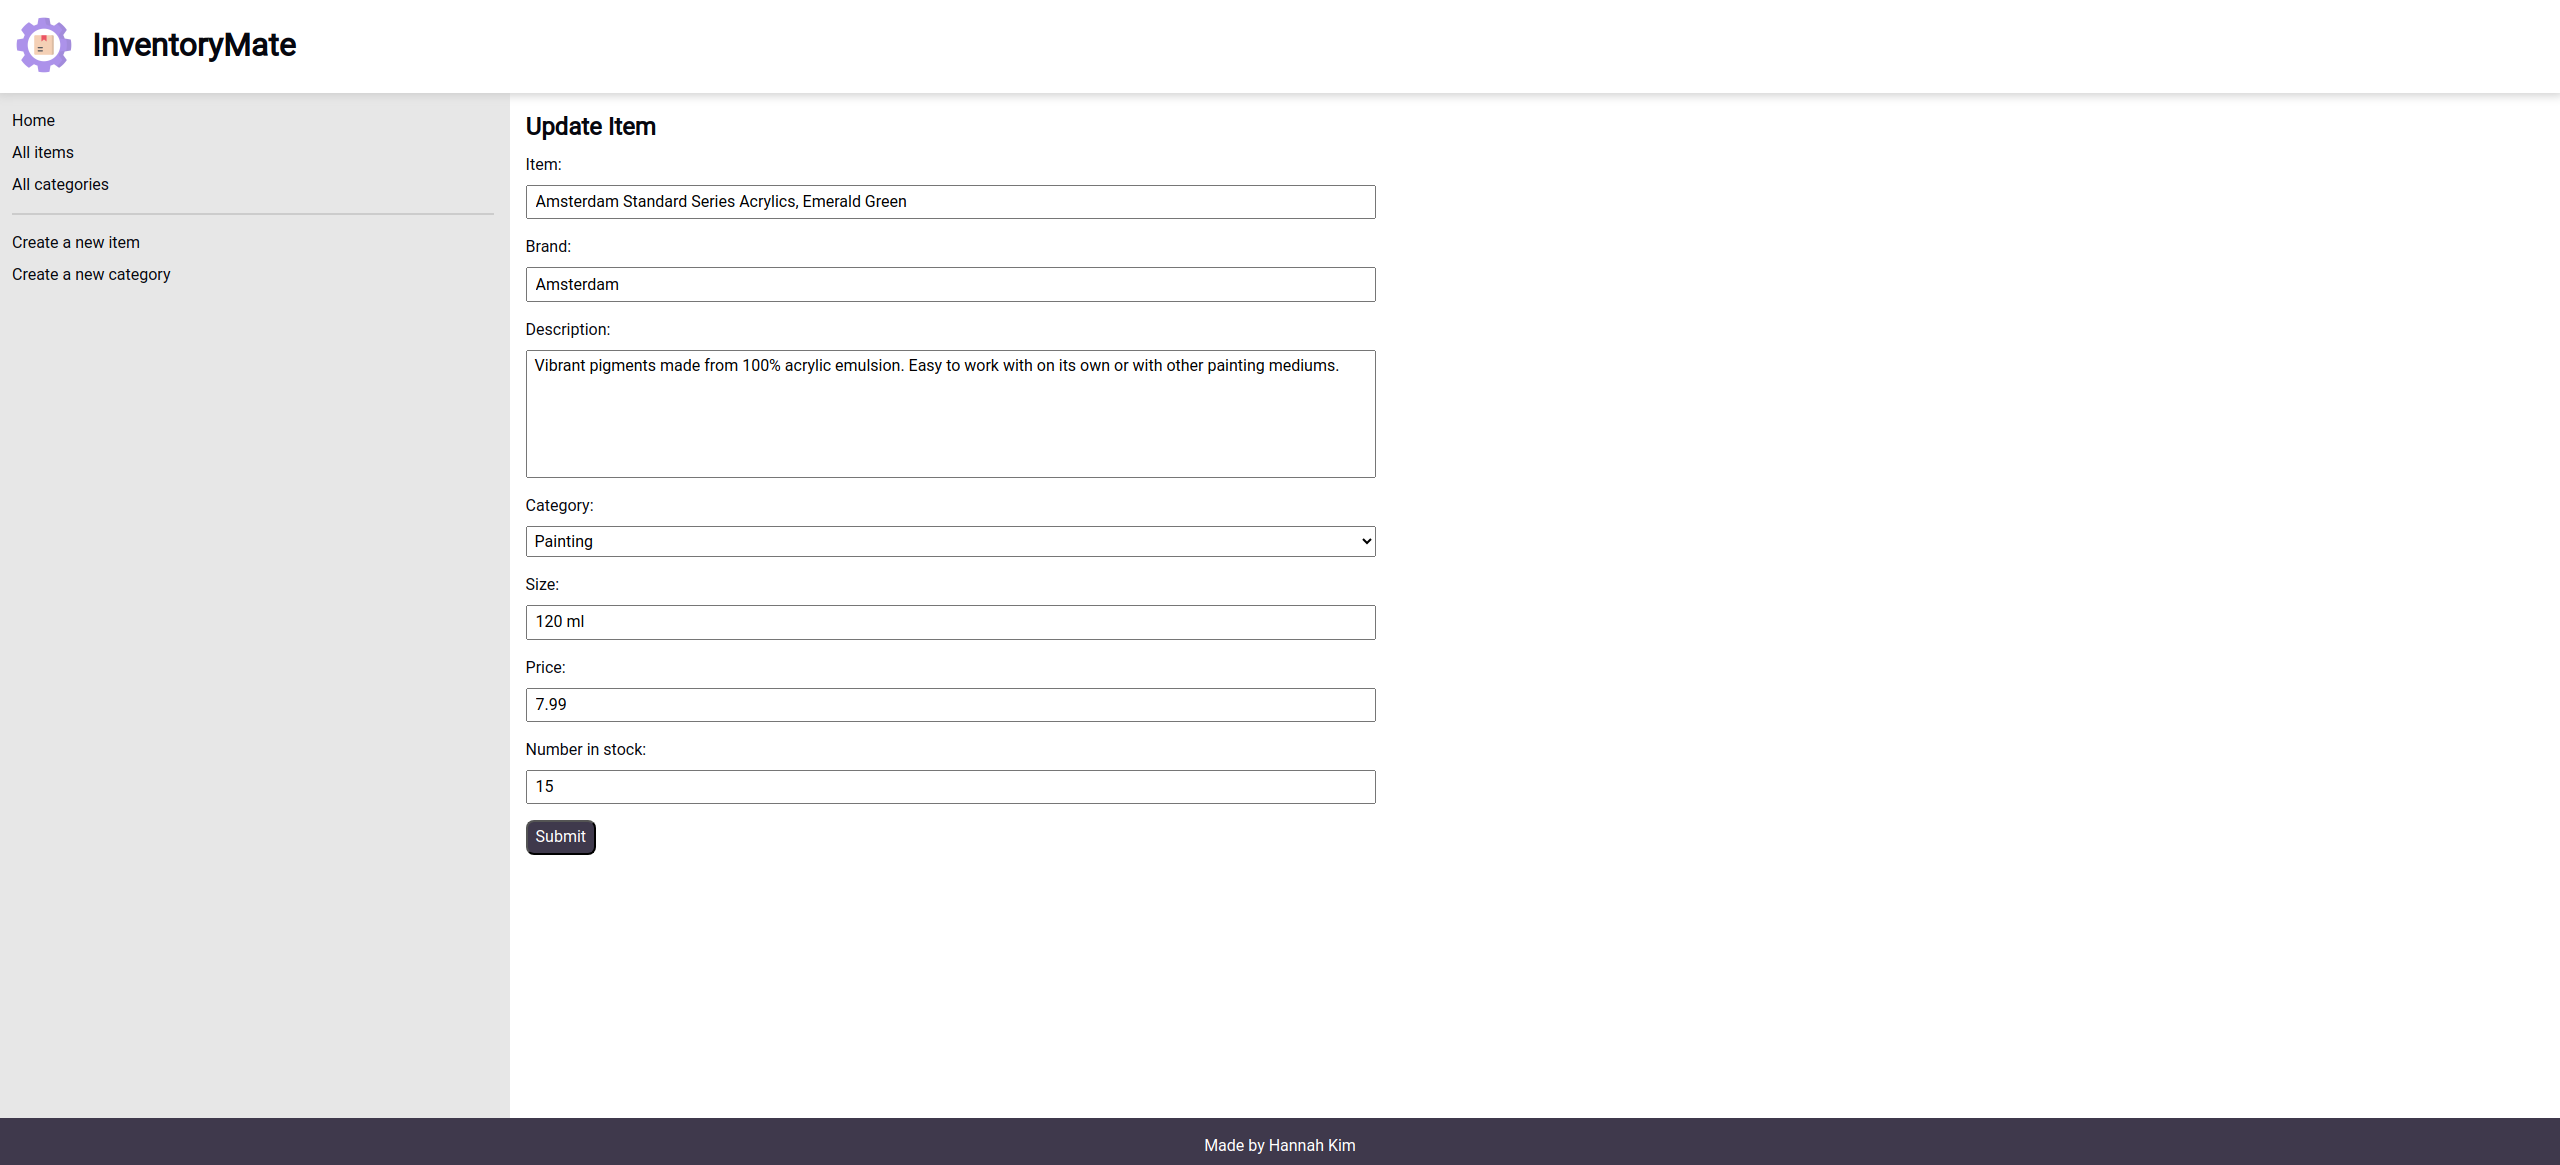 InventoryMate
Home
All items
All categories
Create a new item
Create a new category
Update Item
Item:
Amsterdam Standard Series Acrylics, Emerald Green
Brand:
Amsterdam
Description:
Vibrant pigments made from 100% acrylic emulsion. Easy to work with on its own or with other painting mediums.
Category:
Painting
Size:
120 ml
Price:
7.99
Number in stock:
15
Submit
Made by Hannah Kim